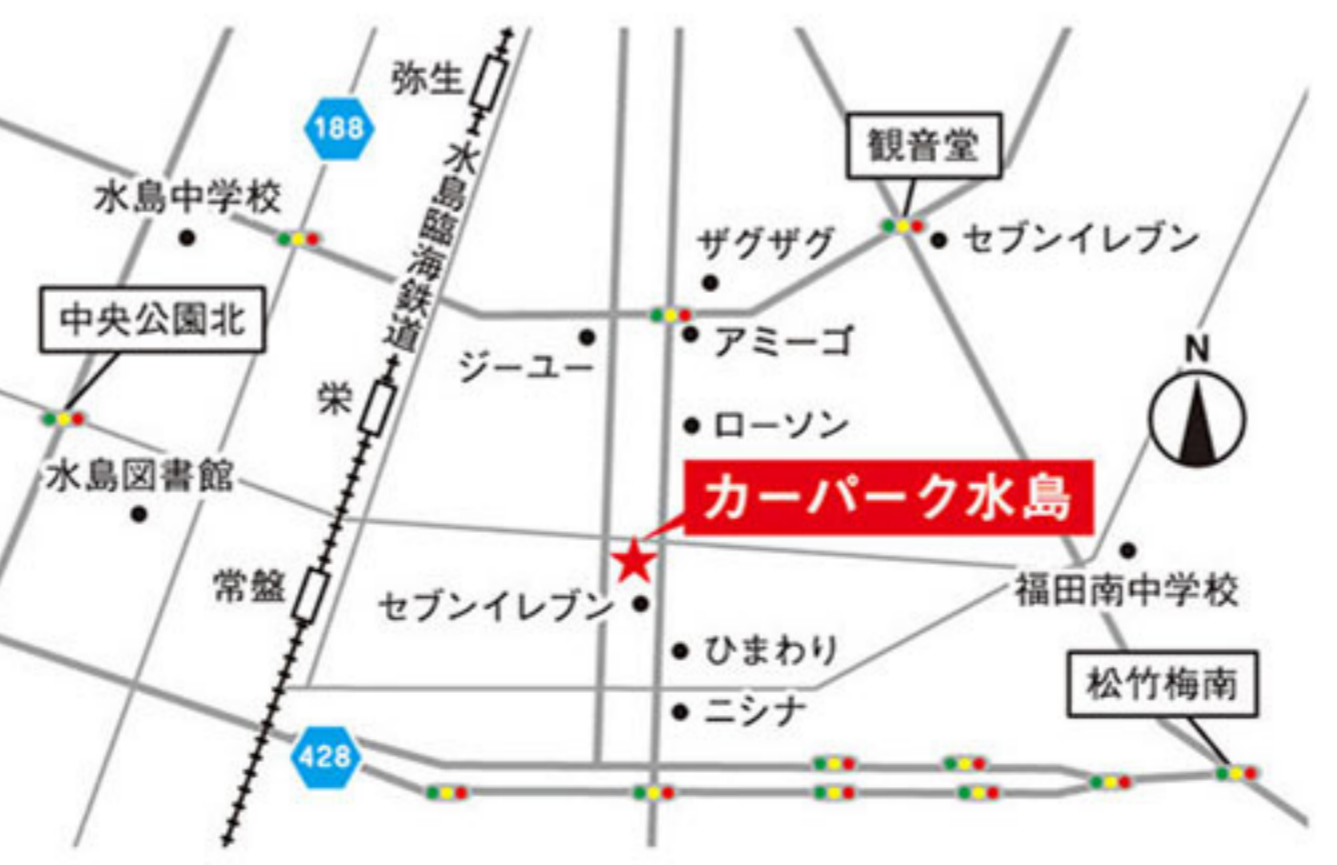 弥生
188
水島臨海鉄道
観音堂
水島中学校
ザグザグ
セブンイレブン
中央公園北
アミーゴ
N
ジーユー
栄
ローソン
水島図書館
カーパーク水島
常盤
セブンイレブン
福田南中学校
ひまわり
松竹梅南
ニシナ
428